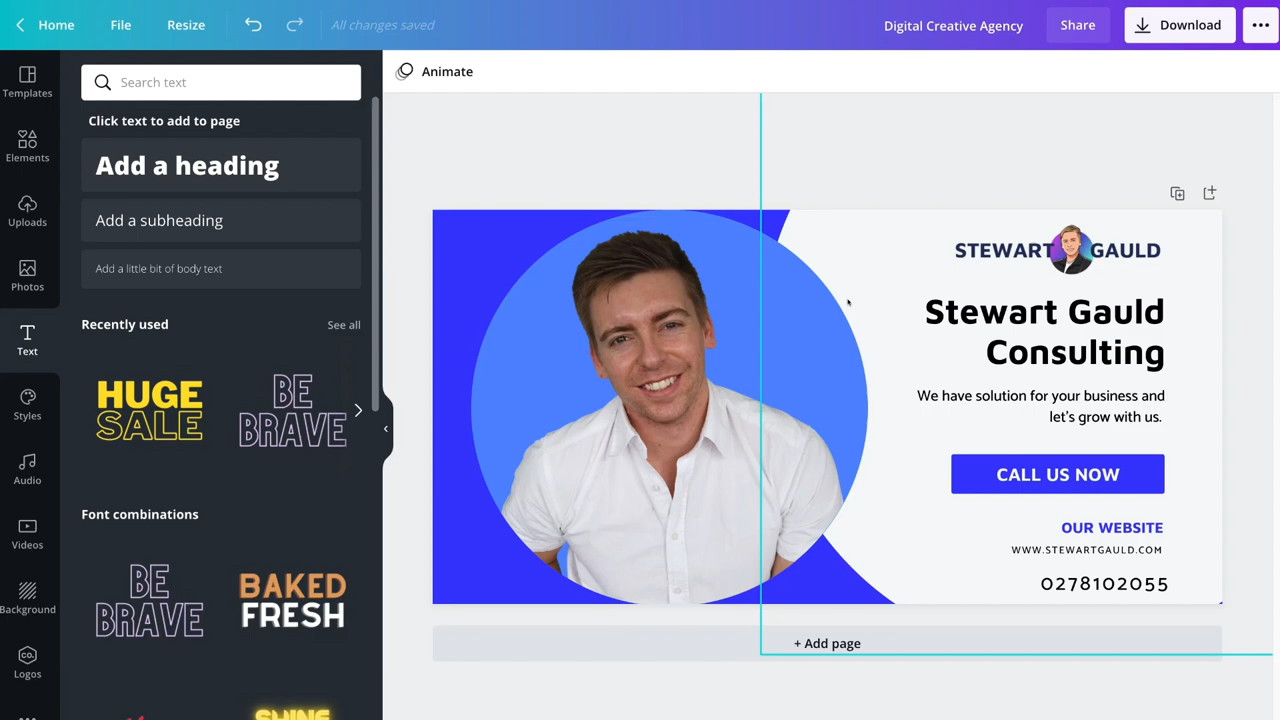 Home
File
Resize
All changes saved
Digital Creative Agency
Share
Download
Templates
Elements
Uploads
Photos
Text
Styles
Audio
Videos
Background
Logos
Search text
Click text to add to page
Add a heading
Add a subheading
Add a little bit of body text
Recently used
See all
HUGE
SALE
BE
BRAVE
Font combinations
BE
BRAVE
BAKED
FRESH
SHINE
Animate
STEWART GAULD
Stewart Gauld
Consulting
We have solution for your business and
let's grow with us.
CALL US NOW
OUR WEBSITE
WWW.STEWARTGAULD.COM
0278102055
+ Add page